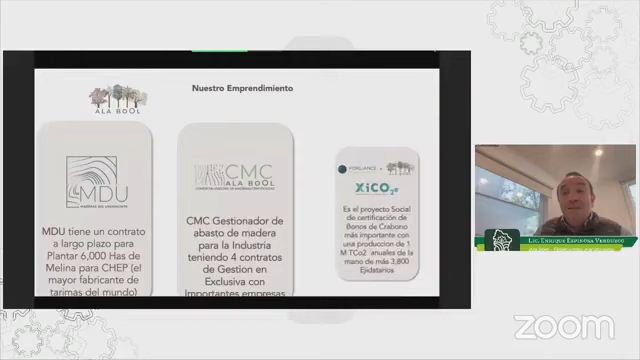 Nuestro Emprendimiento
ALA BOOL
MDU
MDU tiene un contrato
a largo plazo para
Plantar 6,000 Has de
Melina para CHEP (el
mayor fabricante de
tarimas del mundo)
CMC
ALA BOOL
CMC Gestionador de
abasto de madera
para la Industria
teniendo 4 contratos
de Gestion en
Exclusiva con
Importantes empresas
FORLIANCE
XICO2e
Es el proyecto Social
de certificación de
Bonos de Crabono
más importante con
una produccion de 1
M TCo2 anuales de la
mano de más 3,800
Ejidatarios
LIC. ENRIQUE ESPINOSA
zoom